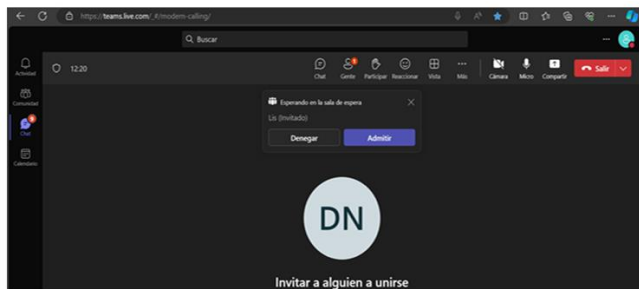 https://teams.live.com/_#/modern-calling/
Buscar
Actividad
12:20
Chat
Gente
Participar
Reaccionar
Vista
Más
Cámara
Micro
Compartir
Salir
Comunidad
Chat
Calendario
Esperando en la sala de espera
Lis (Invitado)
Denegar
Admitir
DN
Invitar a alguien a unirse